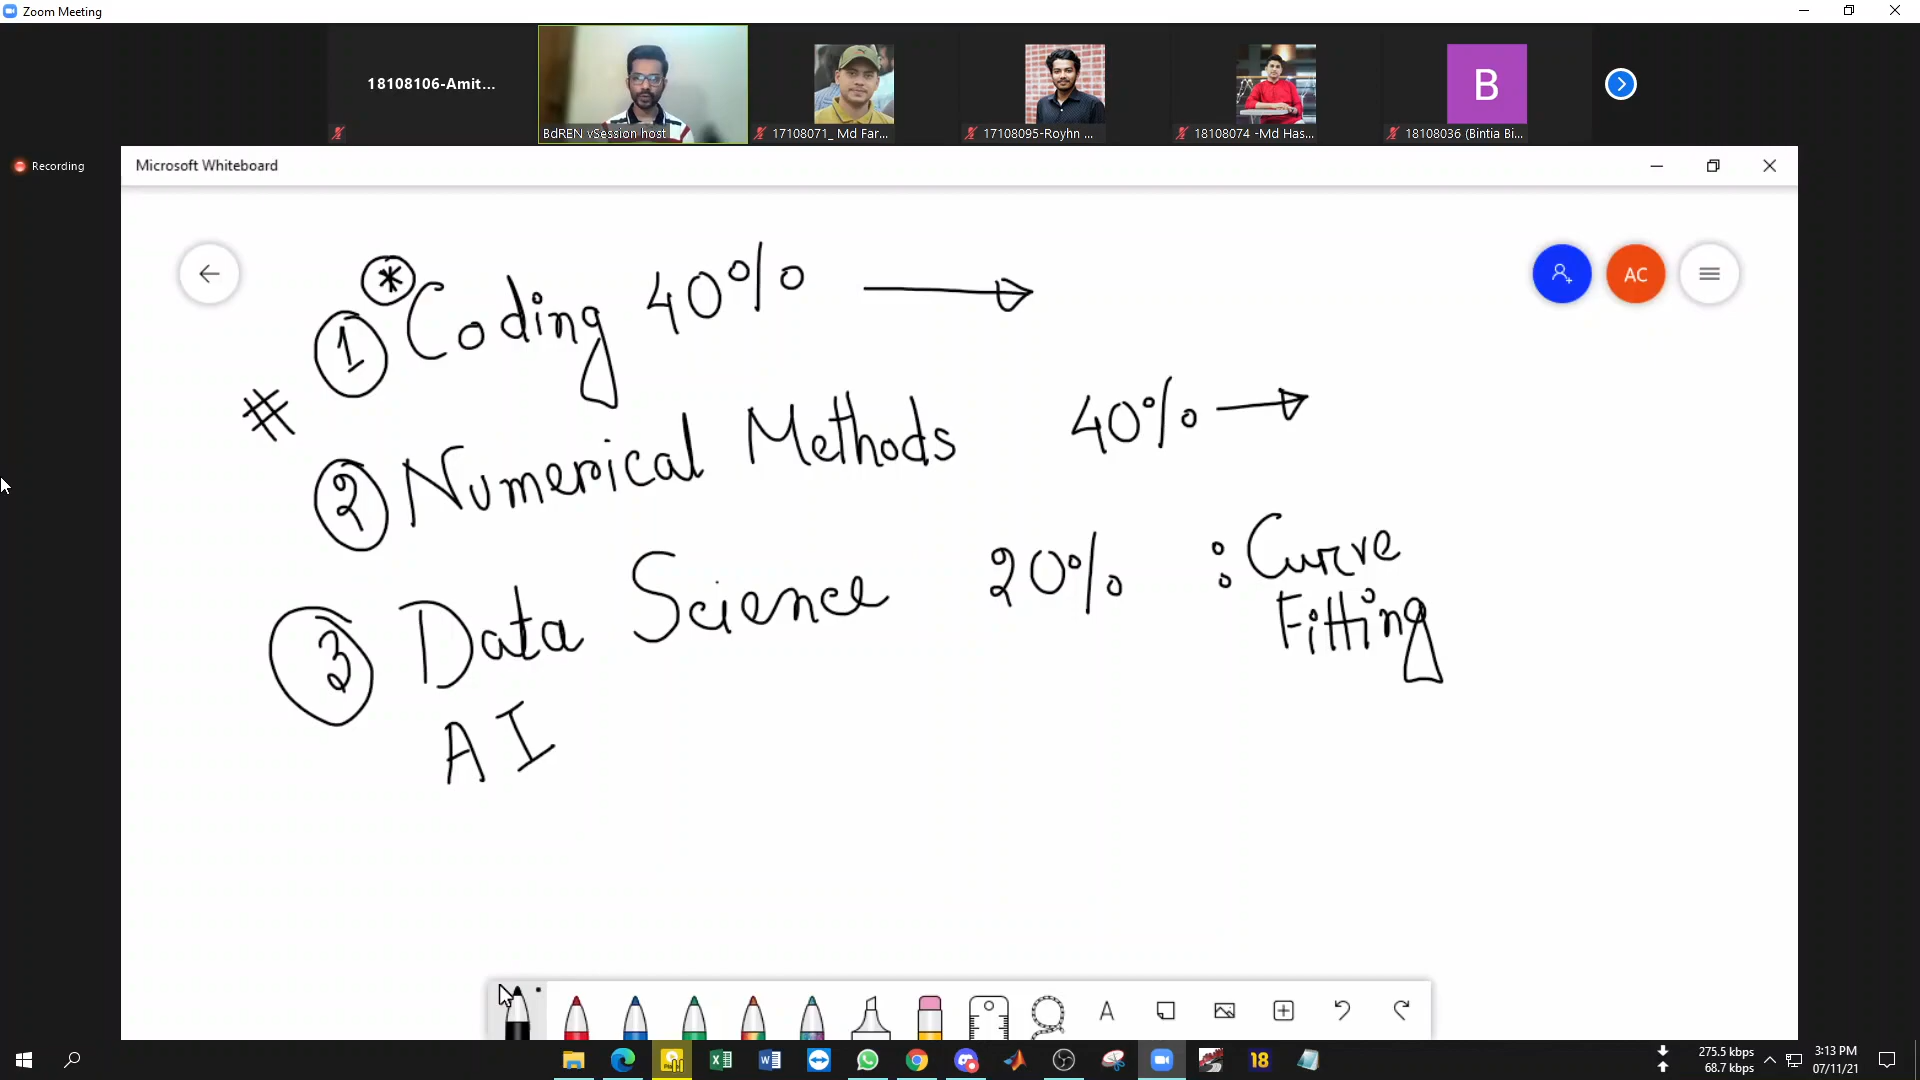 Zoom Meeting
18108106-Amit...
BdREN vSession host
17108071_ Md Far...
17108095-Royhn ...
18108074 -Md Has...
B
18108036 (Bintia Bi...
Recording
Microsoft Whiteboard
AC
* Coding 40% →
1
#
2 Numerical Methods 40% →
3 Data Science 20% : Curve
Fitting
AI
A
18
275.5 kbps
68.7 kbps
3:13 PM
07/11/21